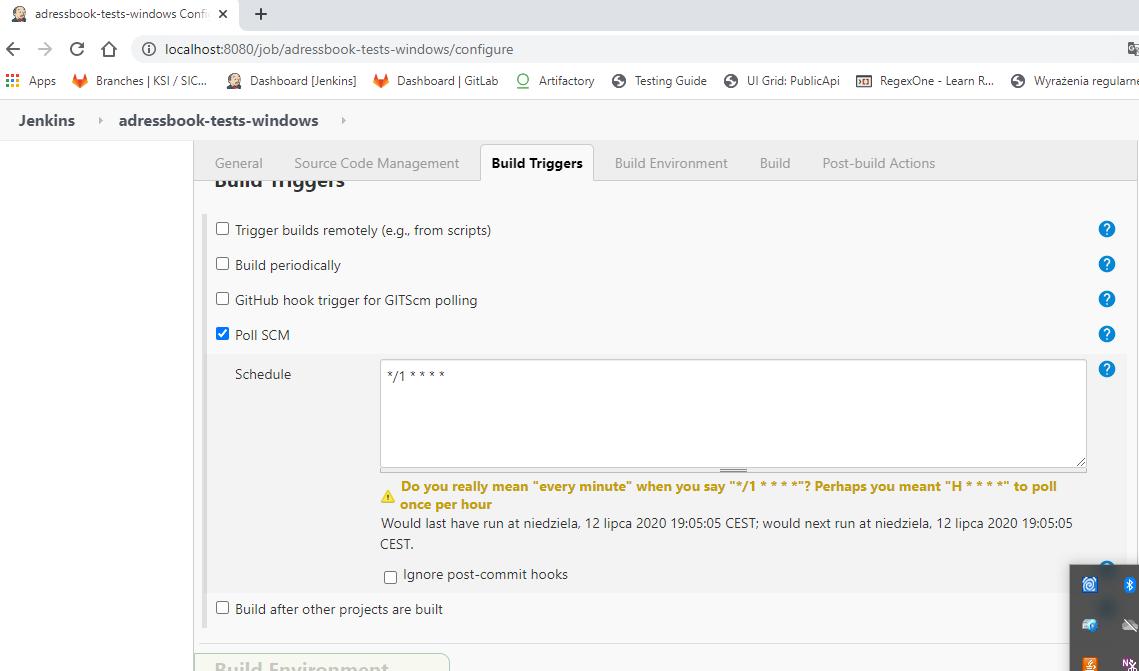 adressbook-tests-windows Confi
localhost:8080/job/adressbook-tests-windows/configure
Apps
Branches | KSI / SIC...
Dashboard [Jenkins]
Dashboard | GitLab
Artifactory
Testing Guide
UI Grid: PublicApi
RegexOne - Learn R...
Wyrażenia regularne
Jenkins
adressbook-tests-windows
General
Source Code Management
Build Triggers
Build Environment
Build
Post-build Actions
Build Triggers
Trigger builds remotely (e.g., from scripts)
Build periodically
GitHub hook trigger for GITScm polling
Poll SCM
Schedule
*/1 * * * *
Do you really mean "every minute" when you say "*/1 * * * *"? Perhaps you meant "H * * * *" to poll
once per hour
Would last have run at niedziela, 12 lipca 2020 19:05:05 CEST; would next run at niedziela, 12 lipca 2020 19:05:05
CEST.
Ignore post-commit hooks
Build after other projects are built
Build Environment